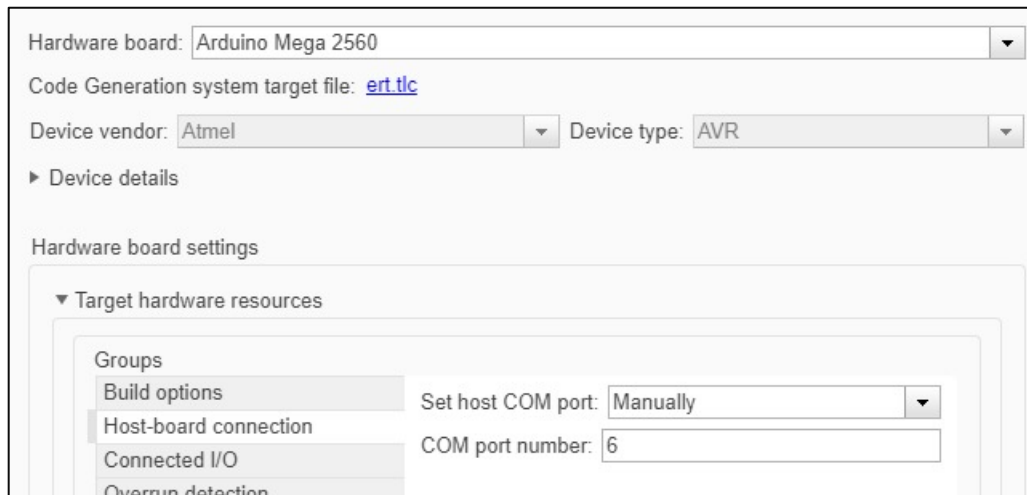 Hardware board: Arduino Mega 2560
Code Generation system target file: ert.tlc
Device vendor: Atmel Device type: AVR
Device details
Hardware board settings
Target hardware resources
Groups
Build options
Set host COM port: Manually
Host-board connection
COM port number: 6
Connected I/O
Overrun detection